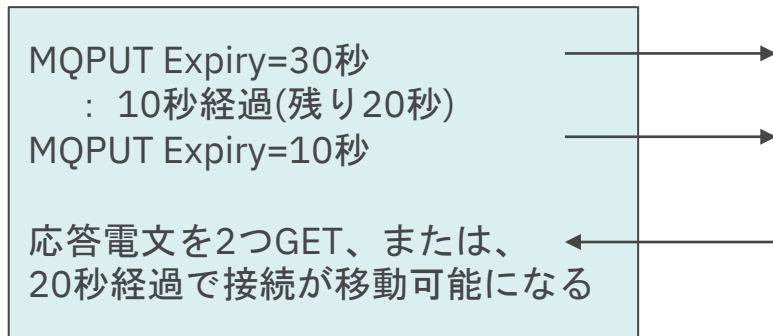 MQPUT Expiry=30秒
： 10秒経過(残り20秒)
MQPUT Expiry=10秒
応答電文を2つGET、または、
20秒経過で接続が移動可能になる